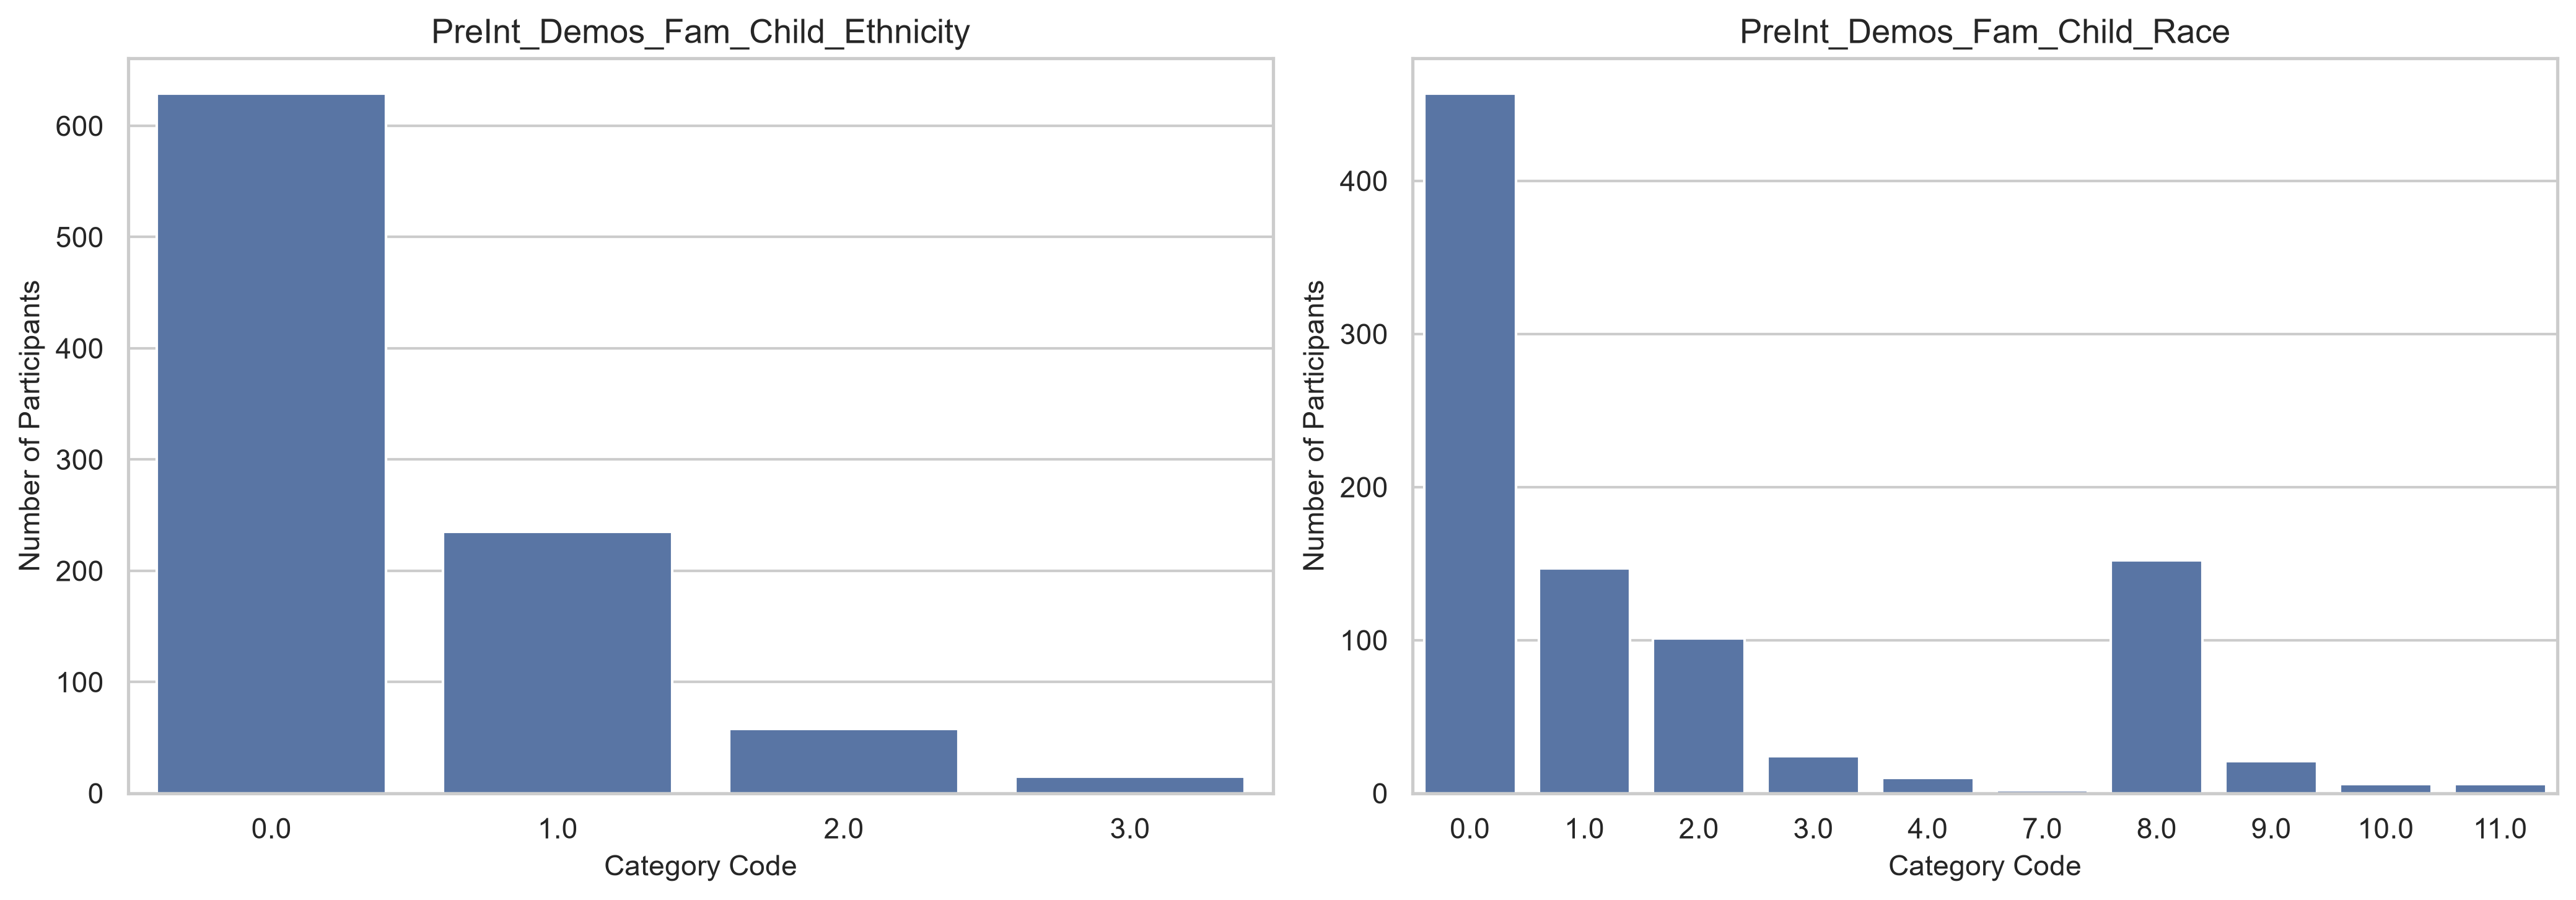 PreInt_Demos_Fam_Child_Ethnicity
Number of Participants
600
500
400
300
200
100
0
0.0 1.0 2.0 3.0
Category Code
PreInt_Demos_Fam_Child_Race
Number of Participants
400
300
200
100
0
0.0 1.0 2.0 3.0 4.0 7.0 8.0 9.0 10.0 11.0
Category Code